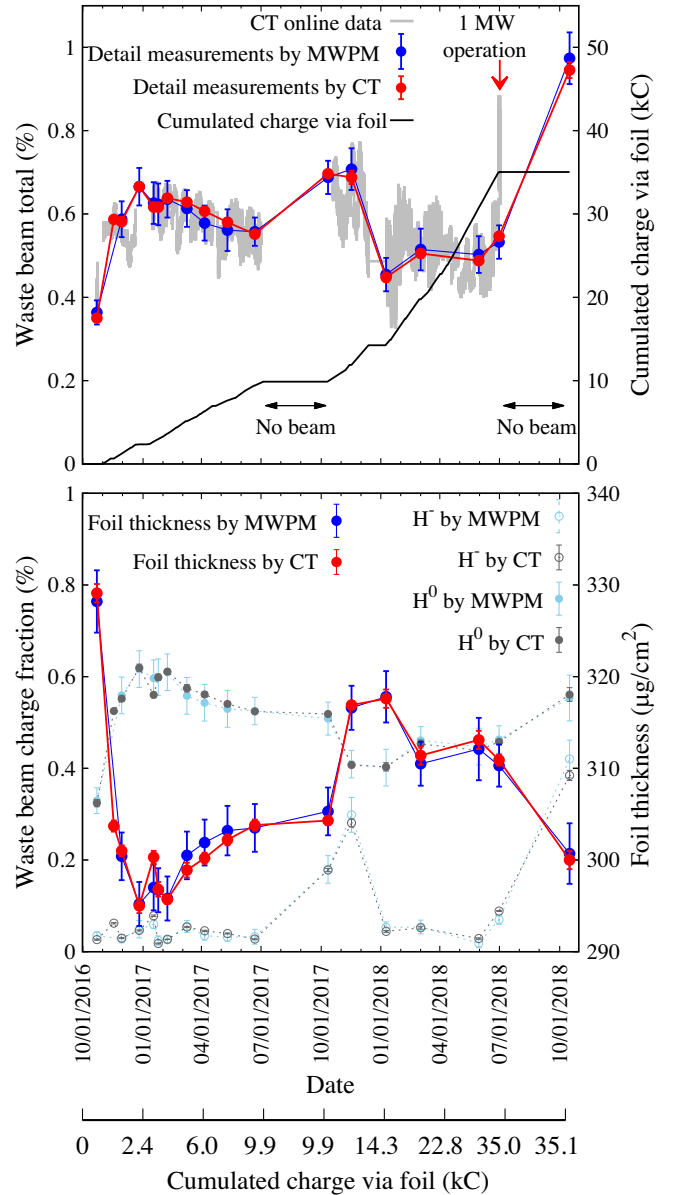 CT online data
Detail measurements by MWPM
Detail measurements by CT
Cumulated charge via foil
1 MW
operation
No beam
No beam
Waste beam total (%)
0
0.2
0.4
0.6
0.8
1
Cumulated charge via foil (kC)
0
10
20
30
40
50
Foil thickness by MWPM
Foil thickness by CT
H- by MWPM
H- by CT
H0 by MWPM
H0 by CT
Waste beam charge fraction (%)
0
0.2
0.4
0.6
0.8
1
Foil thickness (μg/cm2)
290
300
310
320
330
340
10/01/2016
01/01/2017
04/01/2017
07/01/2017
10/01/2017
01/01/2018
04/01/2018
07/01/2018
10/01/2018
Date
0 2.4 6.0 9.9 9.9 14.3 22.8 35.0 35.1
Cumulated charge via foil (kC)